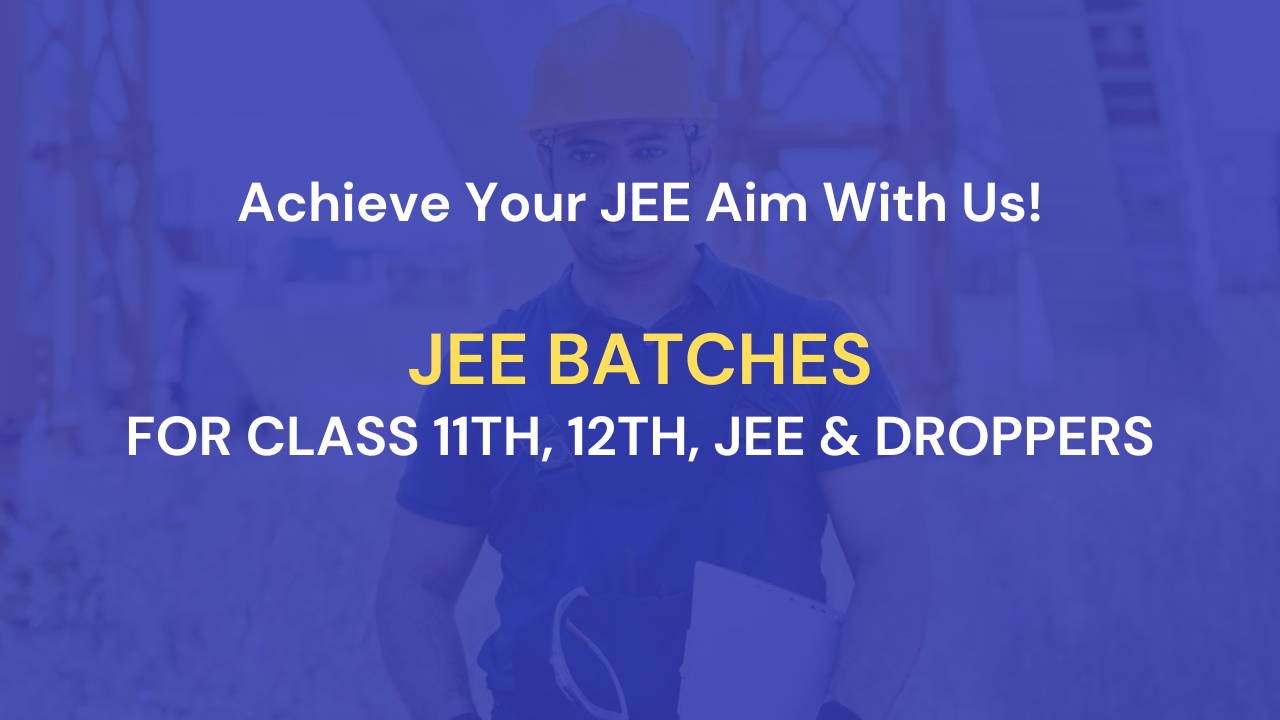 Achieve Your JEE Aim With Us!
JEE BATCHES
FOR CLASS 11TH, 12TH, JEE & DROPPERS